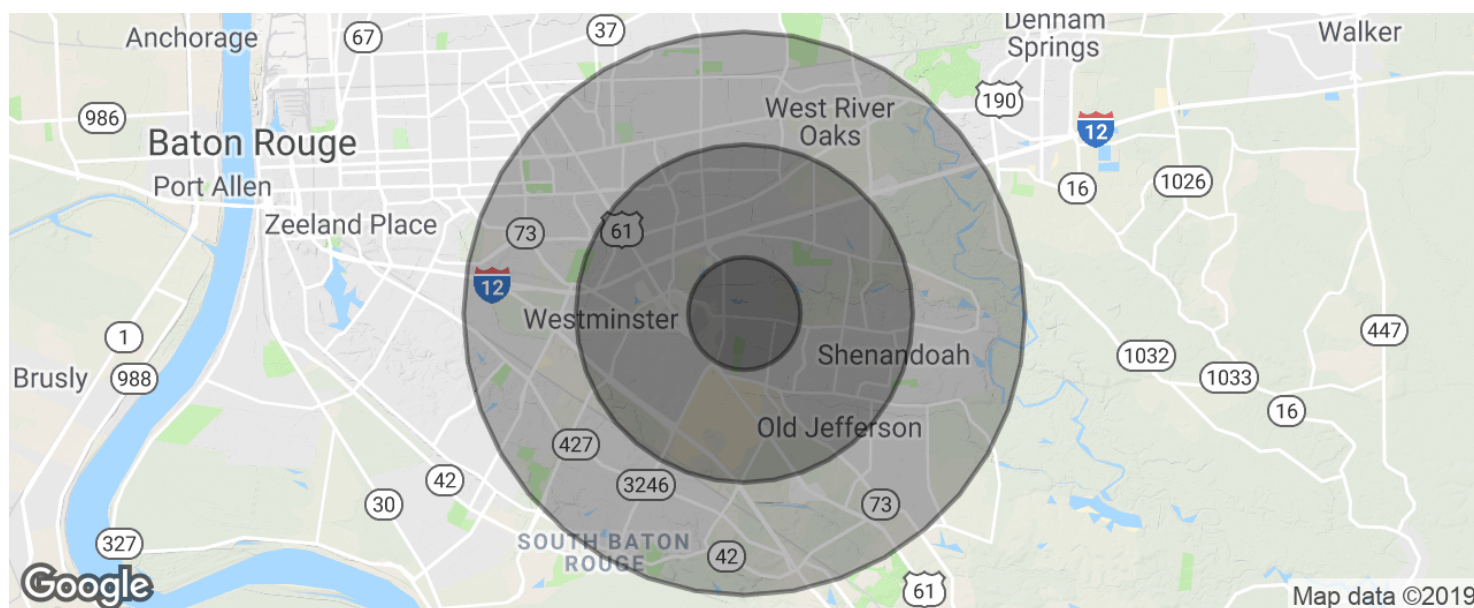 Anchorage
67
37
Denham
Springs
Walker
986
Baton Rouge
West River
Oaks
190
12
Port Allen
16
1026
Zeeland Place
73
61
12
Westminster
1
447
Brusly
988
Shenandoah
1032
1033
16
Old Jefferson
427
42
3246
30
73
327
SOUTH BATON
ROUGE
42
Google
61
Map data ©2019